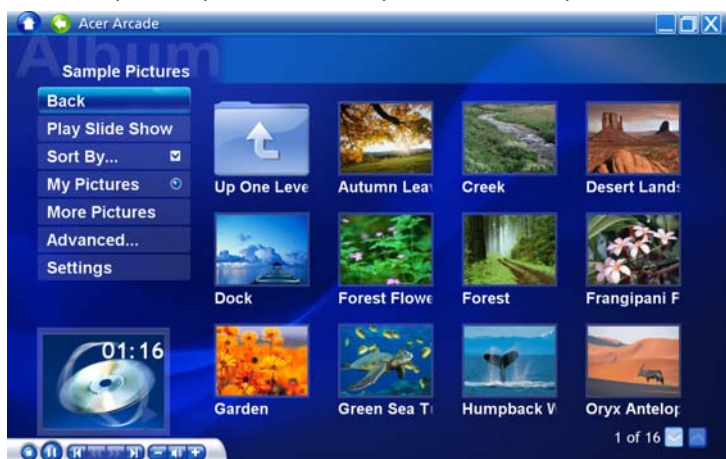 Acer Arcade
Album
Sample Pictures
Back
Play Slide Show
Sort By...
My Pictures
More Pictures
Advanced...
Settings
Up One Leve
Autumn Lea
Creek
Desert Land
Dock
Forest Flowe
Forest
Frangipani F
Garden
Green Sea T
Humpback W
Oryx Antelop
01:16
1 of 16